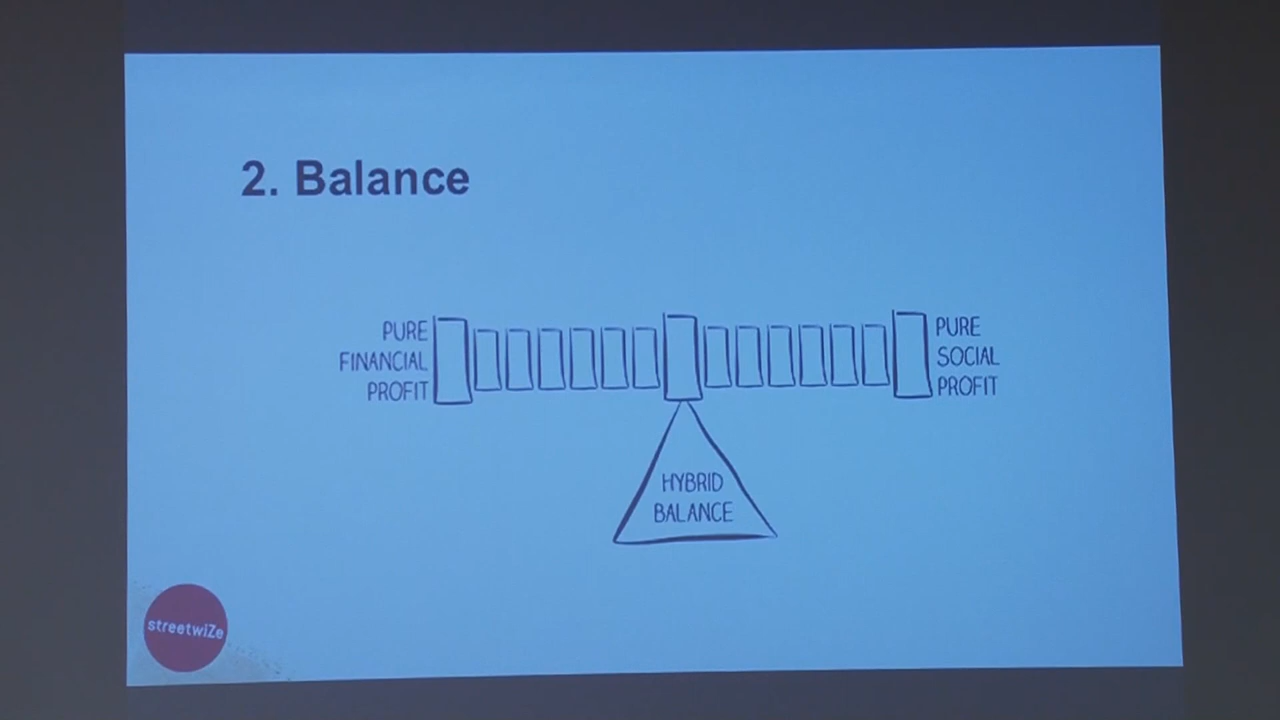 2. Balance
PURE
FINANCIAL
PROFIT
PURE
SOCIAL
PROFIT
HYBRID
BALANCE
streetwiZe